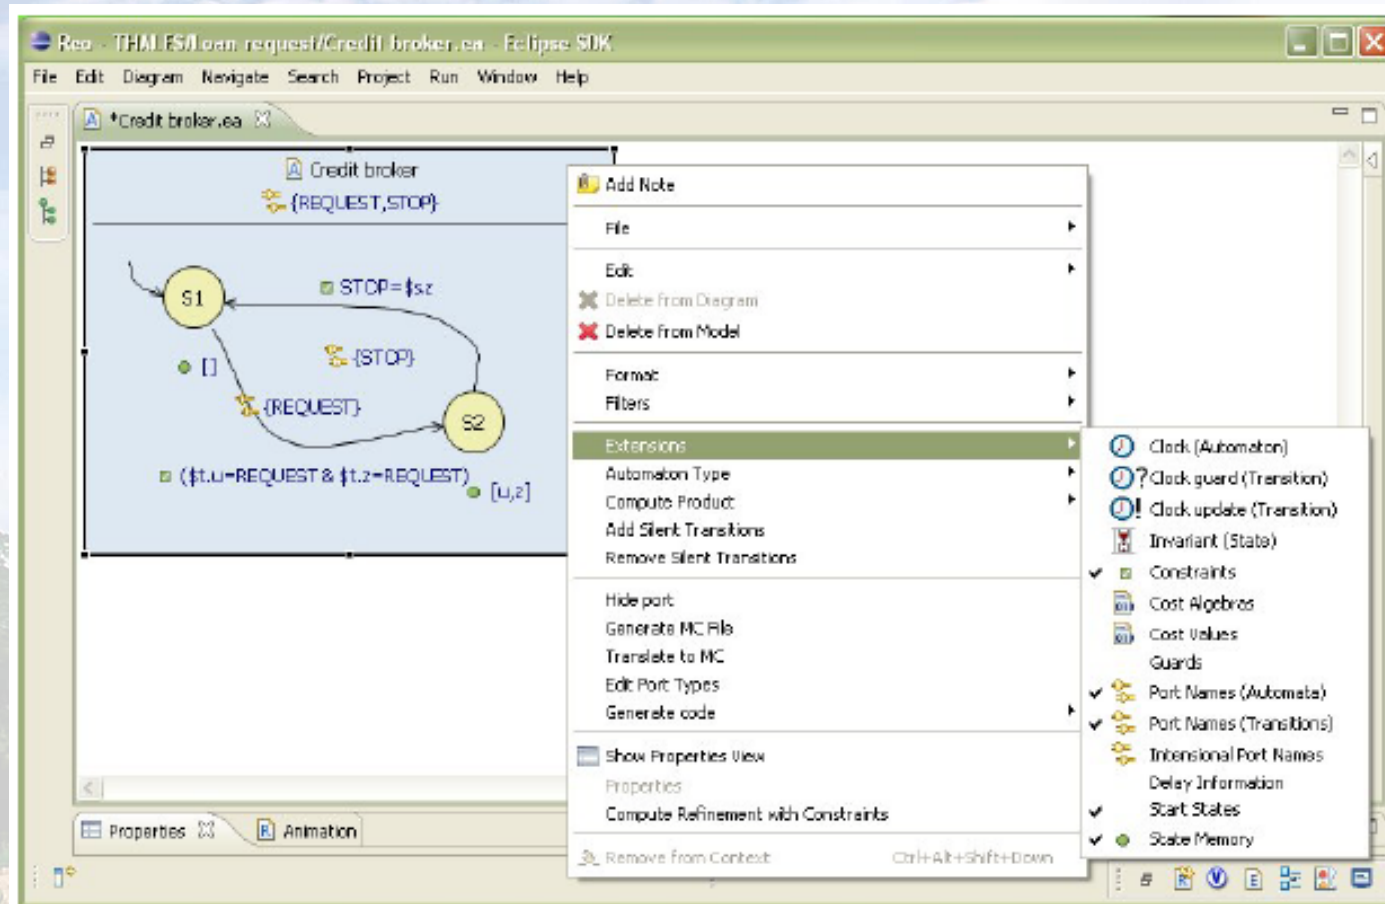 Reo - THALES/Loan request/Credit broker.ea - Eclipse SDK
File Edit Diagram Navigate Search Project Run Window Help
*Credit broker.ea
Credit broker
{REQUEST,STOP}
S1
STOP=$s.z
[]
{STOP}
{REQUEST}
S2
($t.u=REQUEST & $t.z=REQUEST)
[u,z]
Add Note
File
Edit
Delete from Diagram
Delete from Model
Format
Filters
Extensions
Automaton Type
Compute Product
Add Silent Transitions
Remove Silent Transitions
Hide port
Generate MC File
Translate to MC
Edit Port Types
Generate code
Show Properties View
Properties
Compute Refinement with Constraints
Remove from Context Ctrl+Alt+Shift+Down
Clock (Automaton)
Clock guard (Transition)
Clock update (Transition)
Invariant (State)
Constraints
Cost Algebras
Cost Values
Guards
Port Names (Automata)
Port Names (Transitions)
Intensional Port Names
Delay Information
Start States
State Memory
Properties
Animation